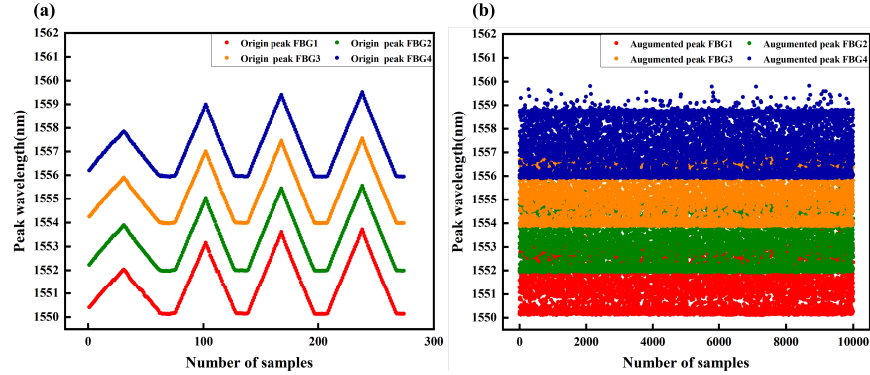 (a)
1562
1561
1560
1559
1558
1557
1556
1555
1554
1553
1552
1551
1550
Peak wavelength(nm)
Origin peak FBG1 Origin peak FBG2
Origin peak FBG3 Origin peak FBG4
0 100 200 300
Number of samples
(b)
1562
1561
1560
1559
1558
1557
1556
1555
1554
1553
1552
1551
1550
Peak wavelength(nm)
Augumented peak FBG1 Augumented peak FBG2
Augumented peak FBG3 Augumented peak FBG4
0 2000 4000 6000 8000 10000
Number of samples